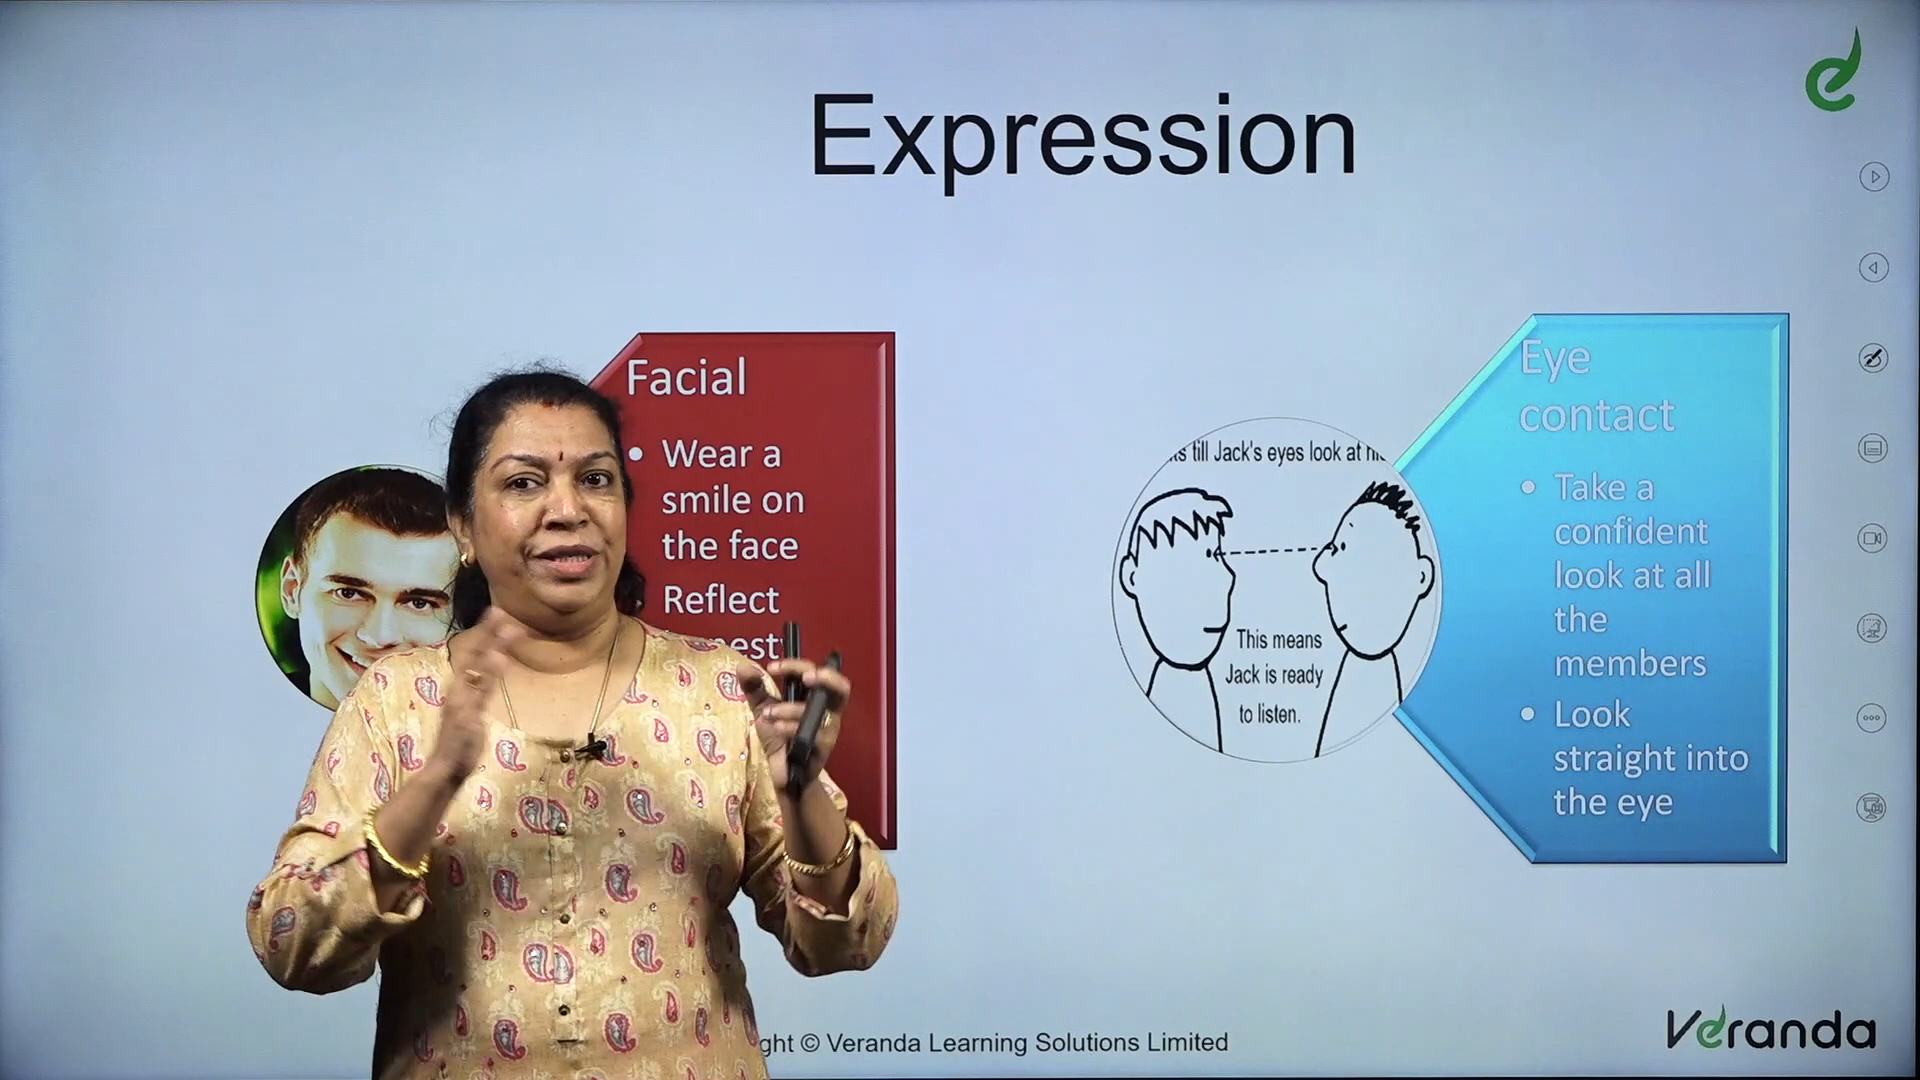 Expression
Facial
• Wear a
smile on
the face
Reflect
till Jack's eyes look at
This means
Jack is ready
to listen.
Eye
contact
• Take a
confident
look at all
the
members
• Look
straight into
the eye
© Veranda Learning Solutions Limited
Veranda